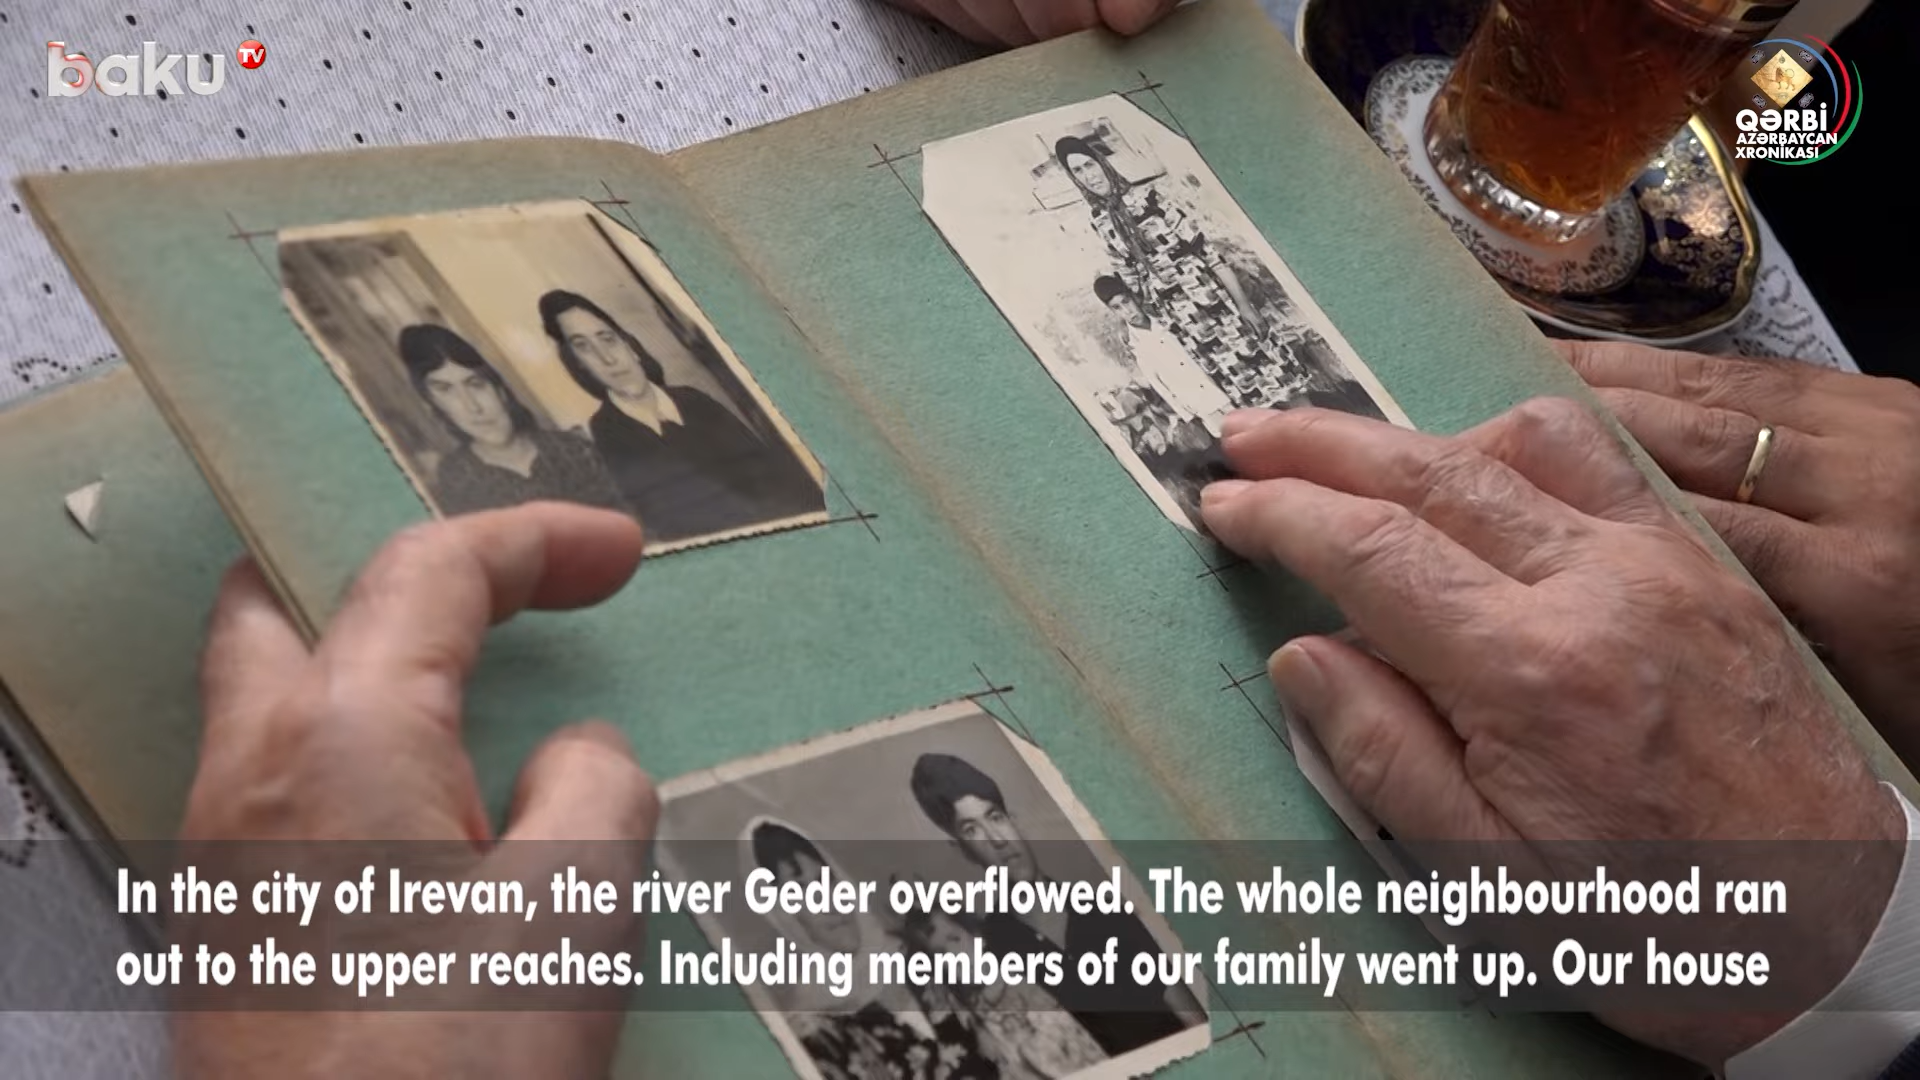 baku TV
QƏRBİ
AZƏRBAYCAN
XRONİKASI
In the city of Irevan, the river Geder overflowed. The whole neighbourhood ran
out to the upper reaches. Including members of our family went up. Our house